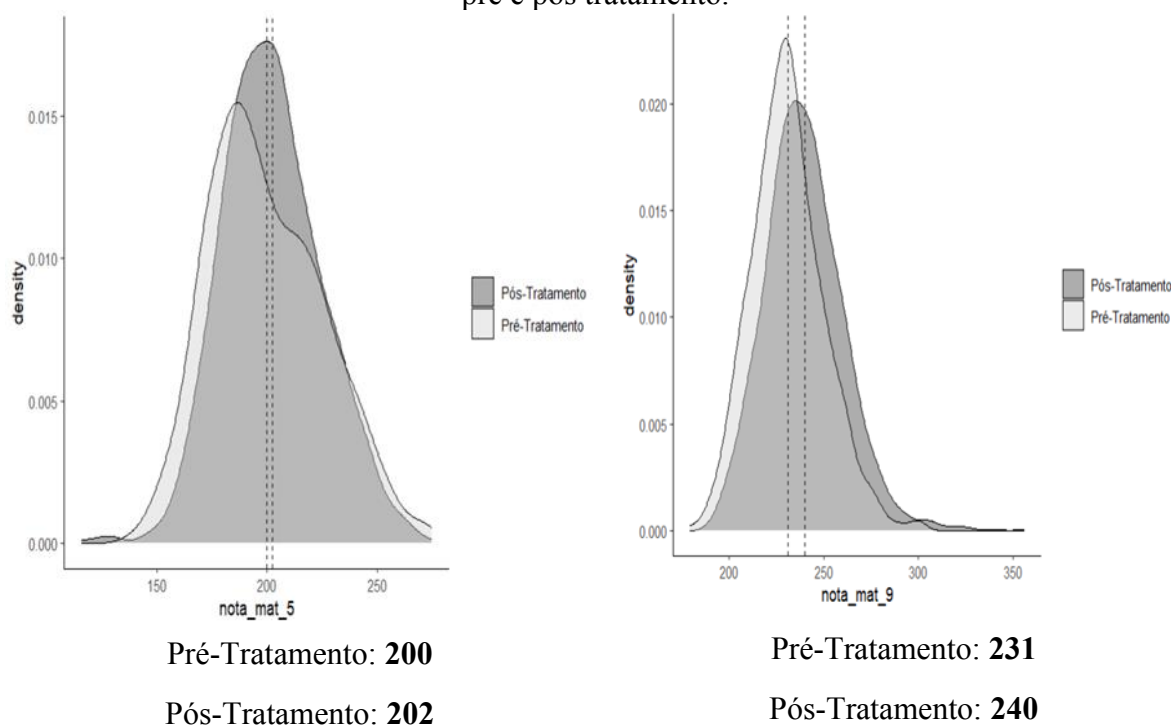 pré e pós tratamento.
0.015
0.010
0.005
0.000
density
150
200
250
nota_mat_5
Pós-Tratamento
Pré-Tratamento
Pré-Tratamento: 200
Pós-Tratamento: 202
0.020
0.015
0.010
0.005
0.000
density
200
250
300
350
nota_mat_9
Pós-Tratamento
Pré-Tratamento
Pré-Tratamento: 231
Pós-Tratamento: 240